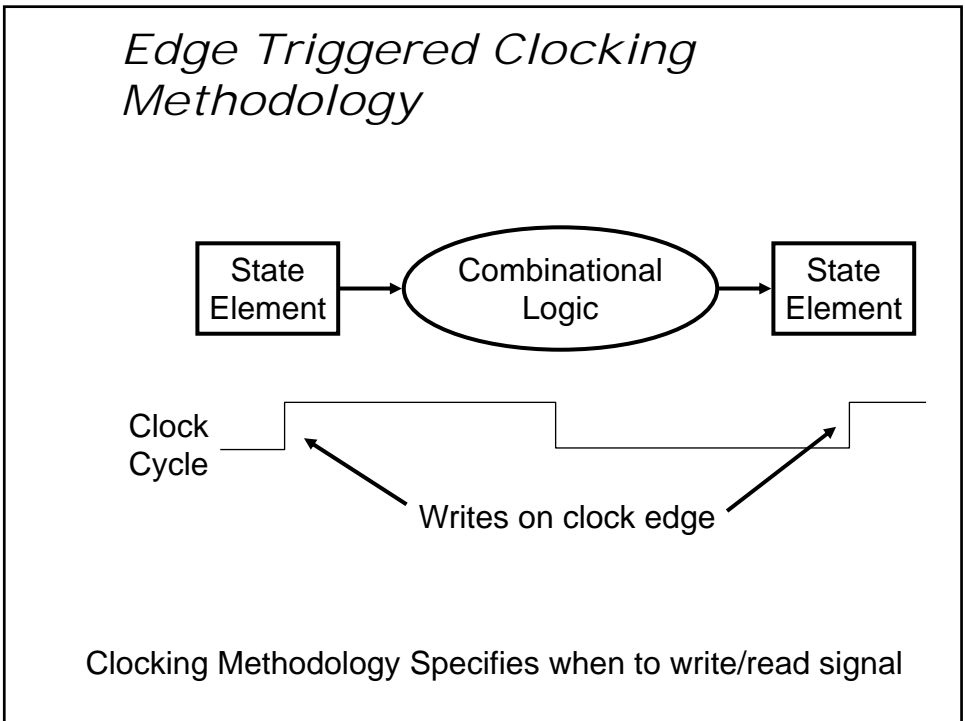 Edge Triggered Clocking
Methodology
State
Element
Combinational
Logic
State
Element
Clock
Cycle
Writes on clock edge
Clocking Methodology Specifies when to write/read signal